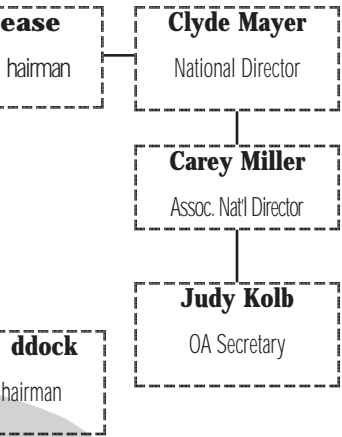 ease
hairman
Clyde Mayer
National Director
Carey Miller
Assoc. Nat'l Director
Judy Kolb
OA Secretary
ddock
hairman